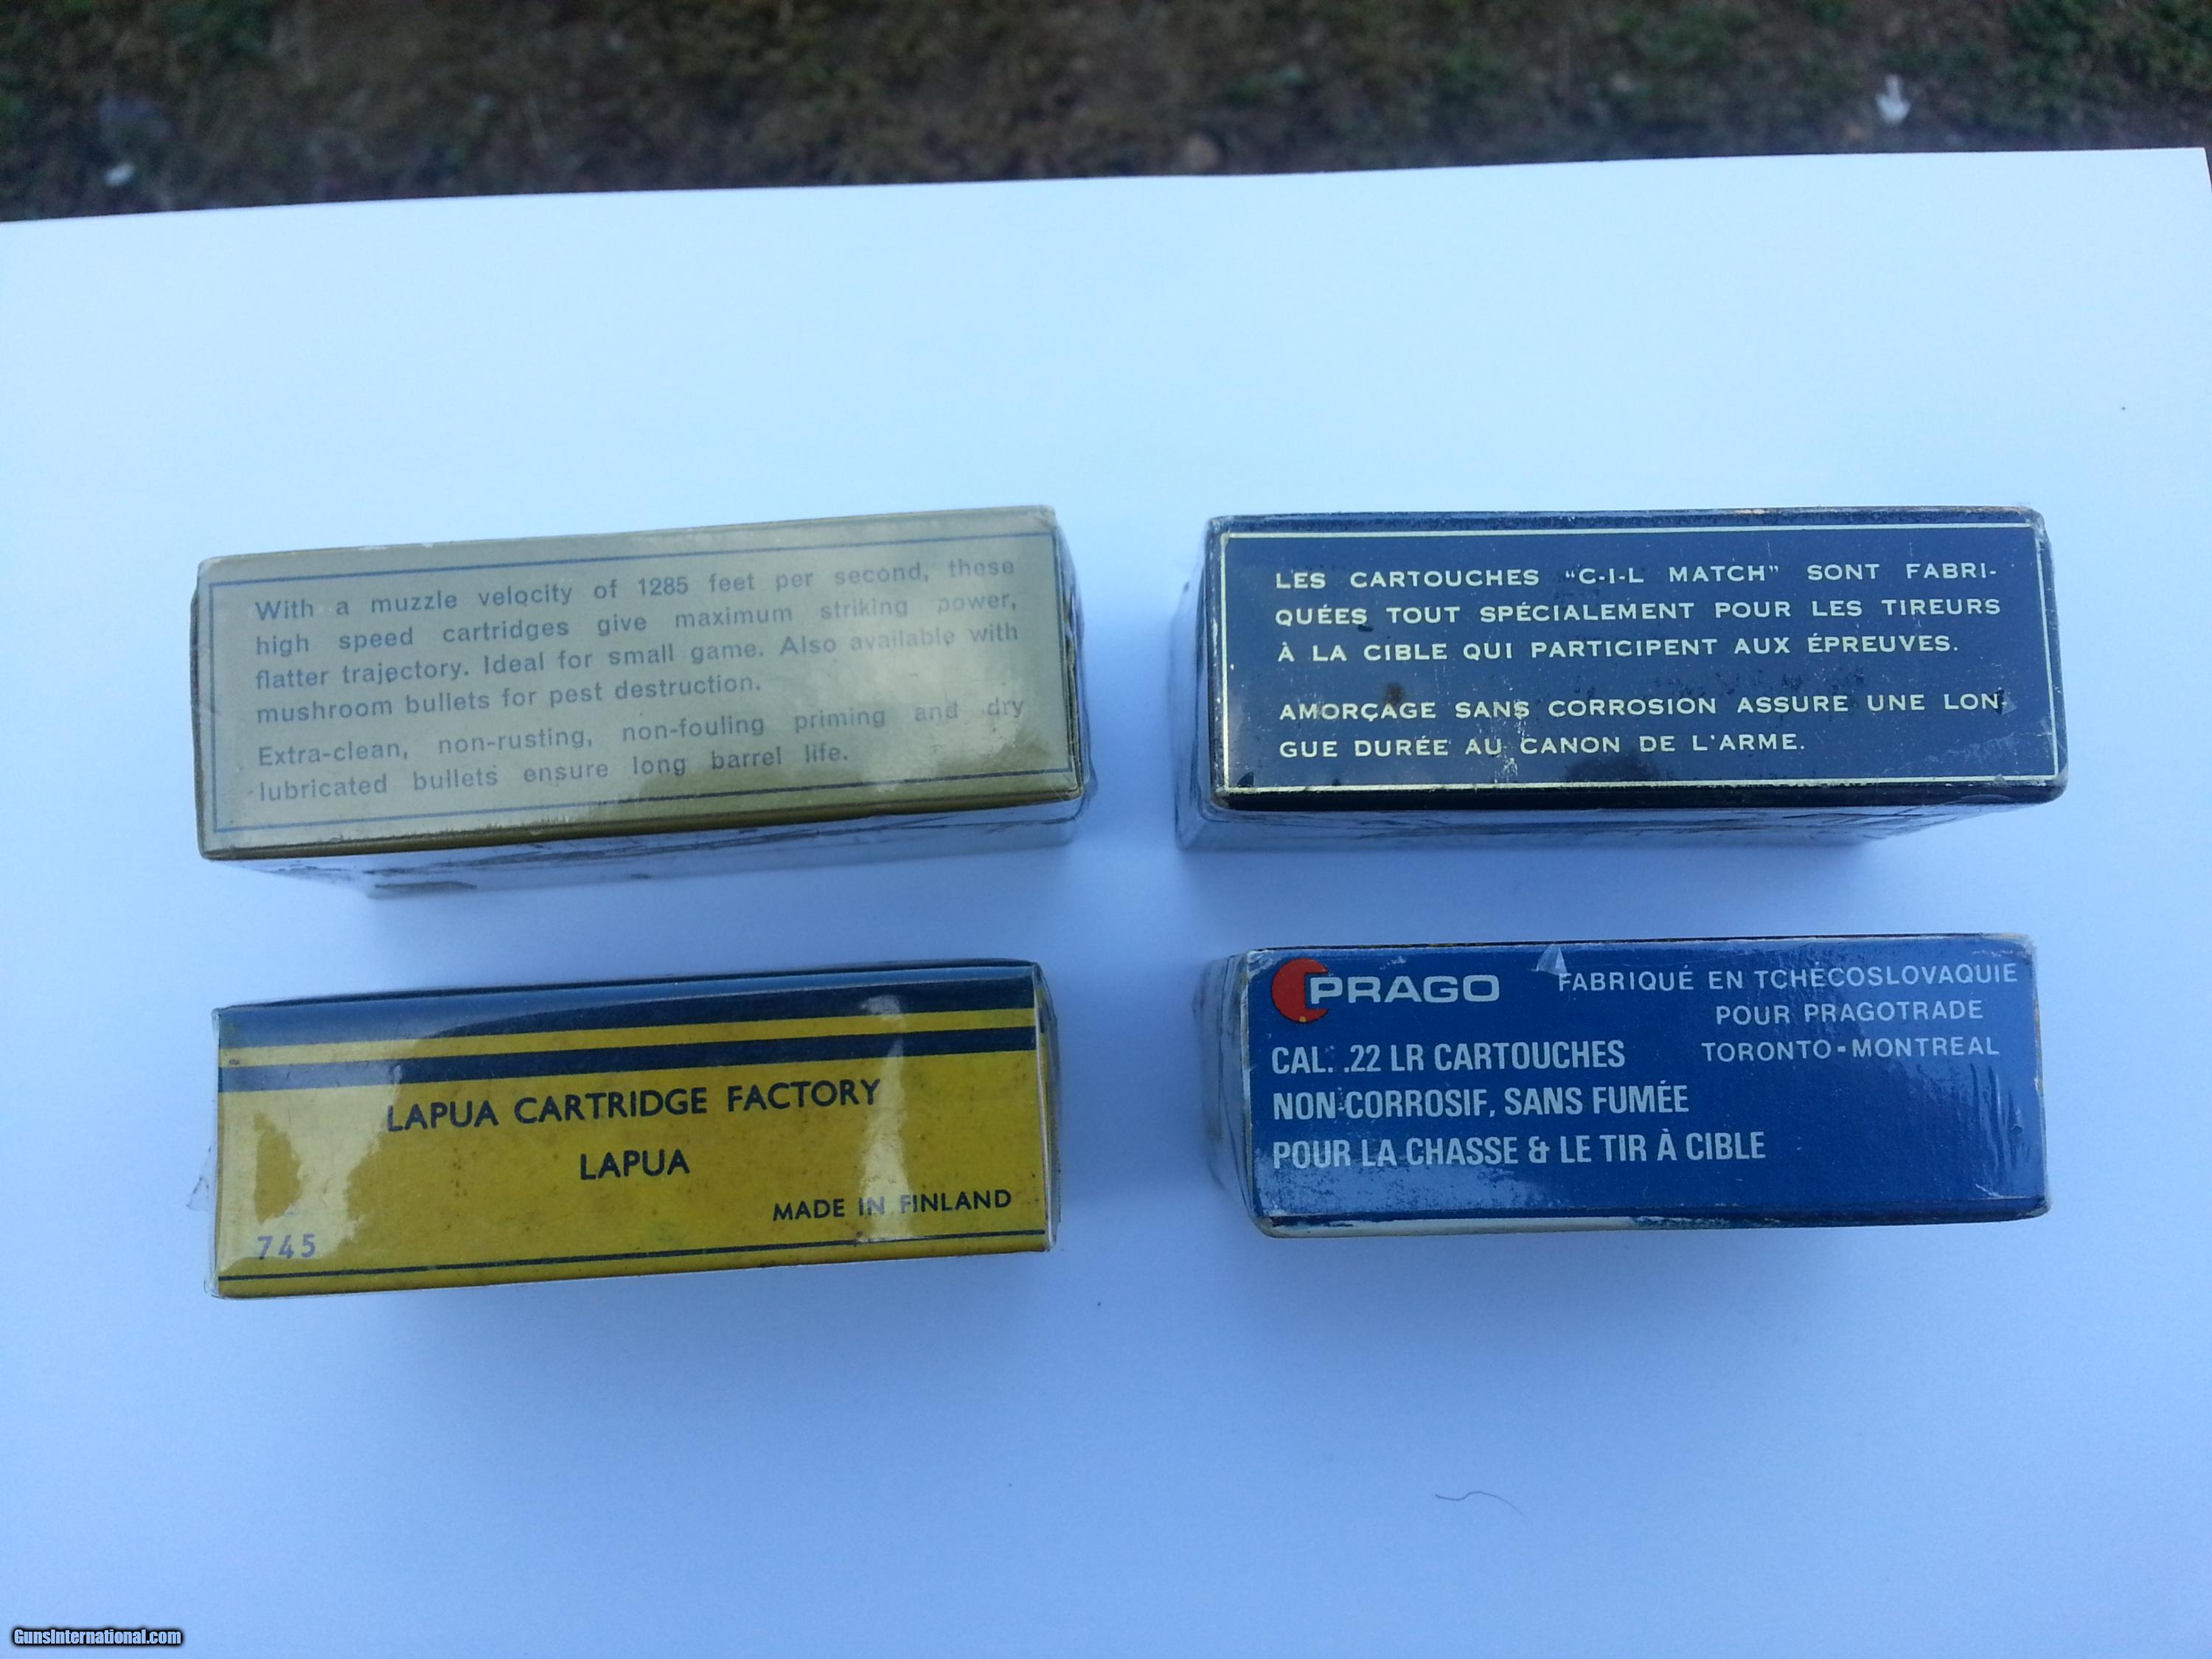 With a muzzle velocity of 1285 feet per second, these
high speed cartridges give maximum striking power,
flatter trajectory. Ideal for small game. Also available with
mushroom bullets for pest destruction.
Extra-clean, non-rusting, non-fouling priming and dry
lubricated bullets ensure long barrel life.
LES CARTOUCHES "C-I-L MATCH" SONT FABRI-
QUÉES TOUT SPÉCIALEMENT POUR LES TIREURS
À LA CIBLE QUI PARTICIPENT AUX ÉPREUVES.
AMORÇAGE SANS CORROSION ASSURE UNE LON-
GUE DURÉE AU CANON DE L'ARME.
LAPUA CARTRIDGE FACTORY
LAPUA
MADE IN FINLAND
745
PRAGO
FABRIQUÉ EN TCHÉCOSLOVAQUIE
POUR PRAGOTRADE
TORONTO-MONTREAL
CAL. .22 LR CARTOUCHES
NON-CORROSIF, SANS FUMÉE
POUR LA CHASSE & LE TIR À CIBLE
GunsInternational.com